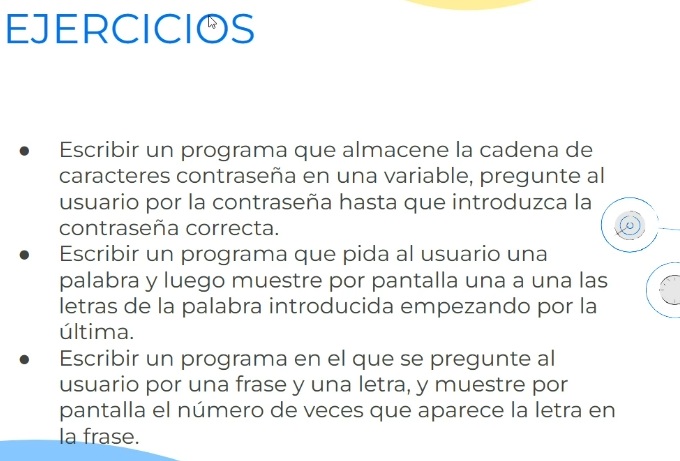 EJERCICIOS
● Escribir un programa que almacene la cadena de
caracteres contraseña en una variable, pregunte al
usuario por la contraseña hasta que introduzca la
contraseña correcta.
● Escribir un programa que pida al usuario una
palabra y luego muestre por pantalla una a una las
letras de la palabra introducida empezando por la
última.
● Escribir un programa en el que se pregunte al
usuario por una frase y una letra, y muestre por
pantalla el número de veces que aparece la letra en
la frase.